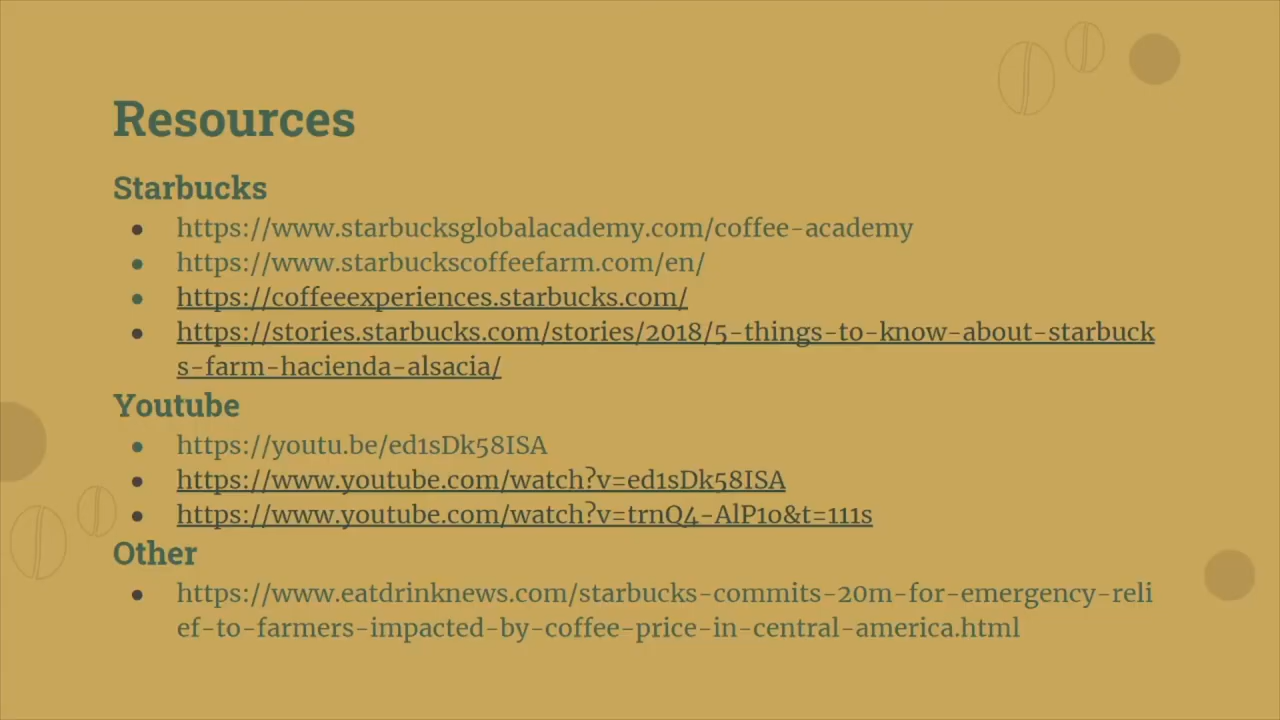 Resources
Starbucks
● https://www.starbucksglobalacademy.com/coffee-academy
● https://www.starbuckscoffeefarm.com/en/
● https://coffeeexperiences.starbucks.com/
● https://stories.starbucks.com/stories/2018/5-things-to-know-about-starbuck
s-farm-hacienda-alsacia/
Youtube
● https://youtu.be/ed1sDk58ISA
● https://www.youtube.com/watch?v=ed1sDk58ISA
● https://www.youtube.com/watch?v=trnQ4-AlP1o&t=111s
Other
● https://www.eatdrinknews.com/starbucks-commits-20m-for-emergency-reli
ef-to-farmers-impacted-by-coffee-price-in-central-america.html